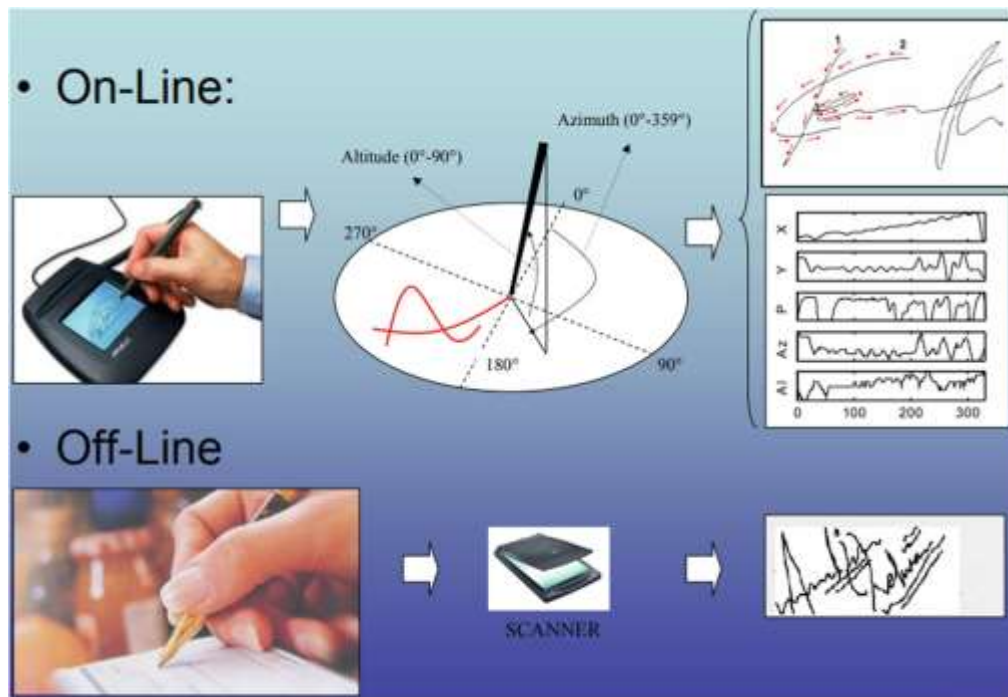 • On-Line:
Altitude (0°-90°)
Azimuth (0°-359°)
0°
270°
180°
90°
1
2
X
Y
P
Az
Al
0 100 200 300
• Off-Line
SCANNER